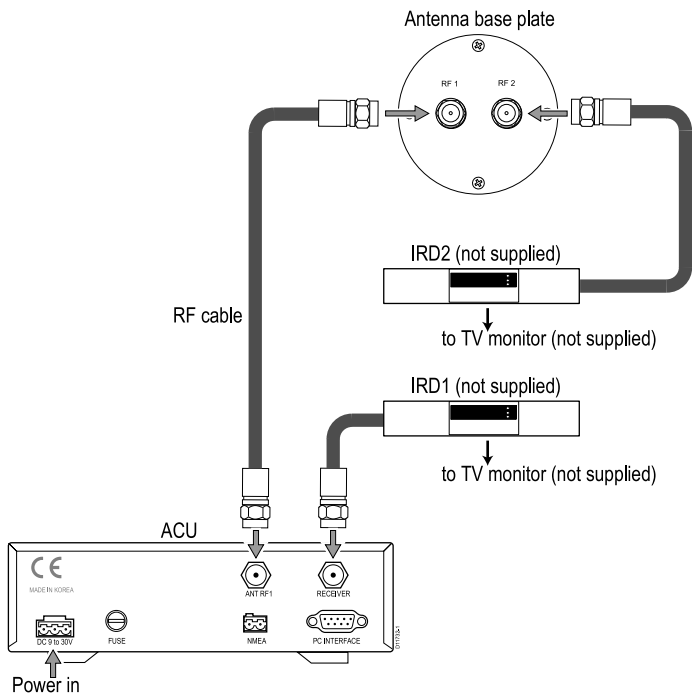 Antenna base plate
RF 1
RF 2
IRD2 (not supplied)
RF cable
to TV monitor (not supplied)
IRD1 (not supplied)
to TV monitor (not supplied)
ACU
CE
MADE IN KOREA
ANT RF1
RECEIVER
DC 9 to 30V
FUSE
NMEA
PC INTERFACE
D11733-1
Power in